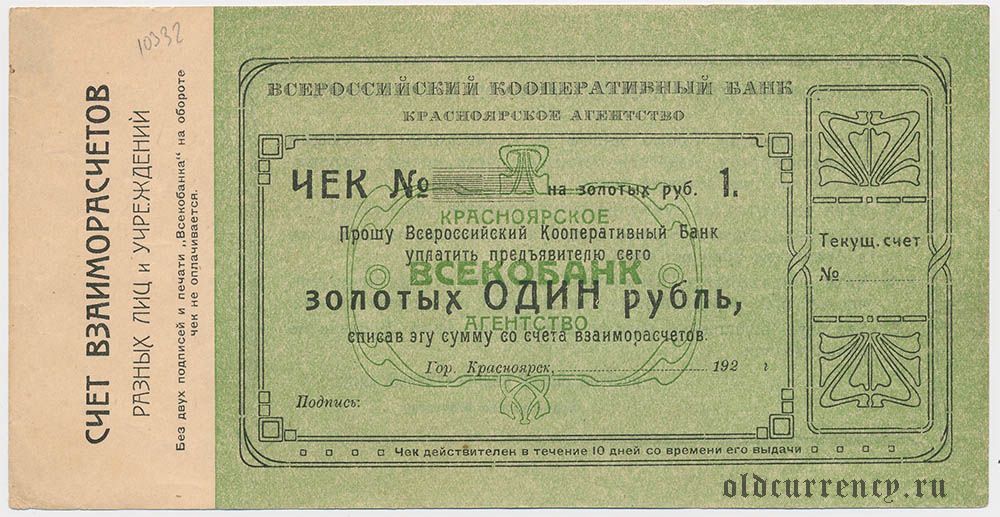 10332
СЧЕТ ВЗАИМОРАСЧЕТОВ
РАЗНЫХ ЛИЦ и УЧРЕЖДЕНИЙ
Без двух подписей и печати „Всекобанка“ на обороте
чек не оплачивается.
ВСЕРОССИЙСКИЙ КООПЕРАТИВНЫЙ БАНК
КРАСНОЯРСКОЕ АГЕНТСТВО
ЧЕК № на золотых руб. 1.
КРАСНОЯРСКОЕ
Прошу Всероссийский Кооперативный Банк
уплатить предъявителю сего
ВСЕКОБАНК
золотых ОДИН рубль,
АГЕНТСТВО
списав эту сумму со счета взаиморасчетов.
Гор. Красноярск, 192 г
Подпись:
Чек действителен в течение 10 дней со времени его выдачи
Текущ. счет
№
oldcurrency.ru